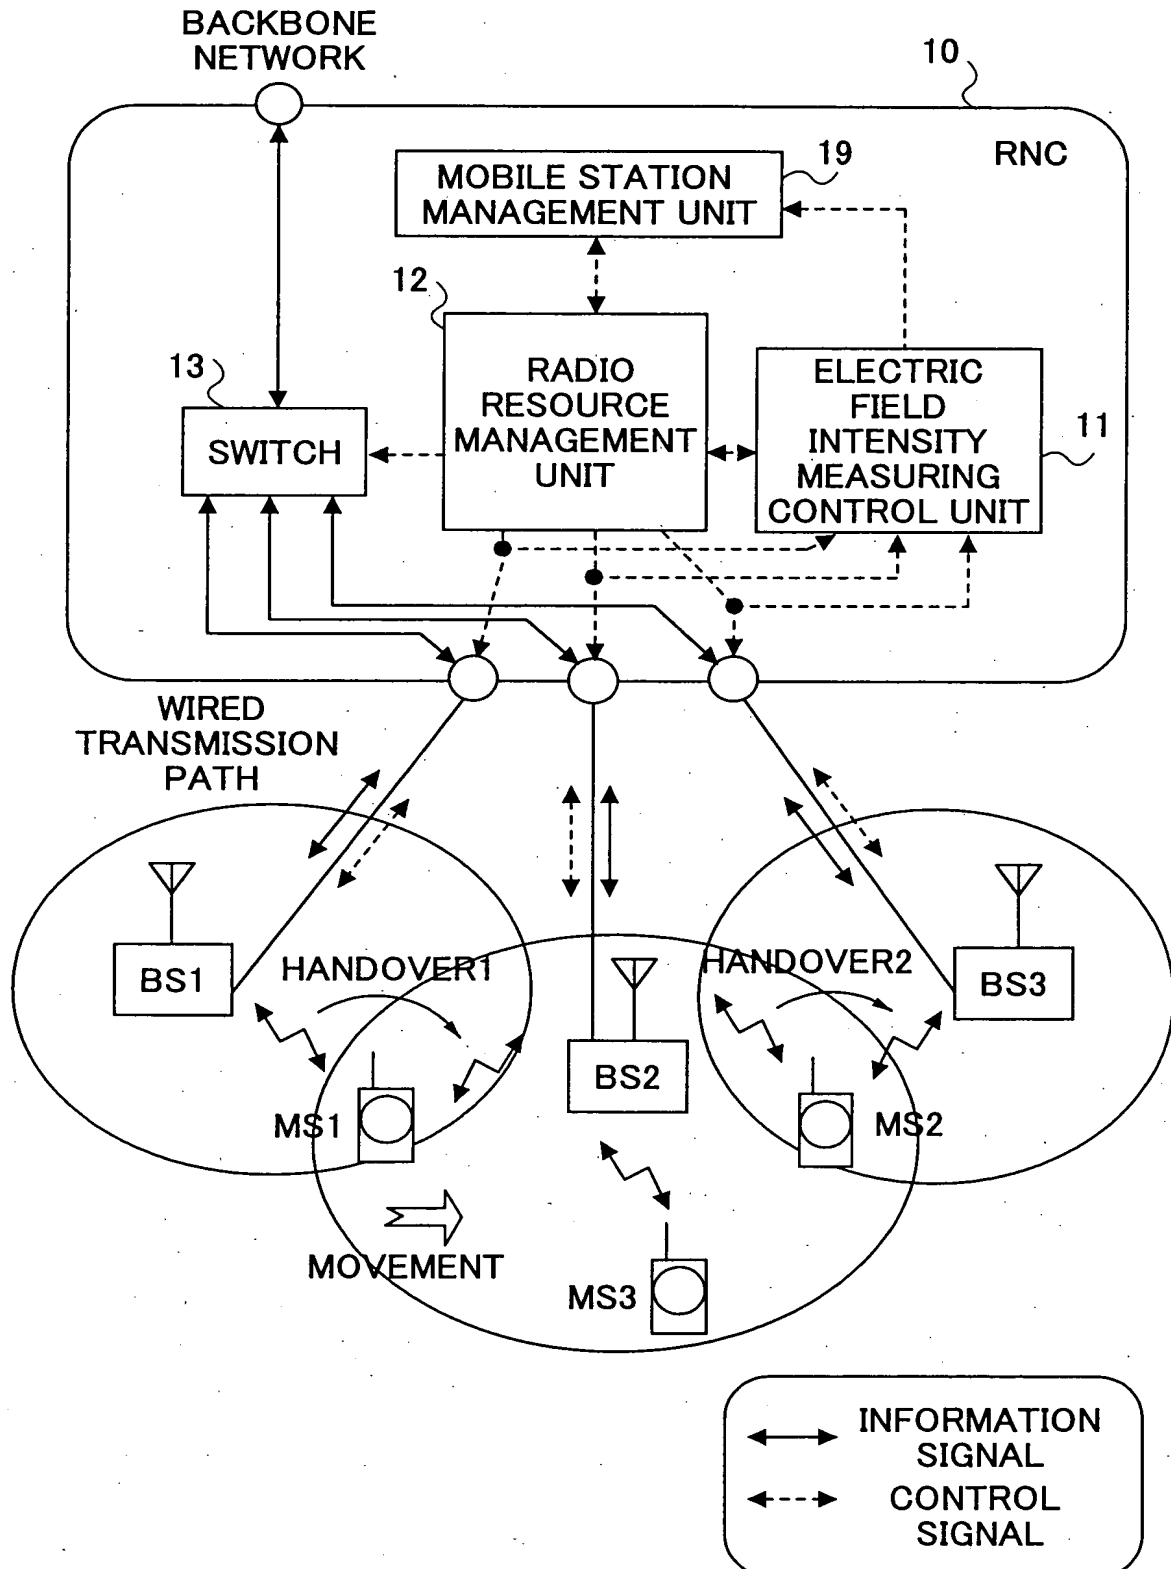 BACKBONE
NETWORK
10
RNC
19
MOBILE STATION
MANAGEMENT UNIT
12
RADIO
RESOURCE
MANAGEMENT
UNIT
13
SWITCH
ELECTRIC
FIELD
INTENSITY
MEASURING
CONTROL UNIT
11
WIRED
TRANSMISSION
PATH
BS1
HANDOVER1
BS2
HANDOVER2
BS3
MS1
MS2
MOVEMENT
MS3
INFORMATION
SIGNAL
CONTROL
SIGNAL